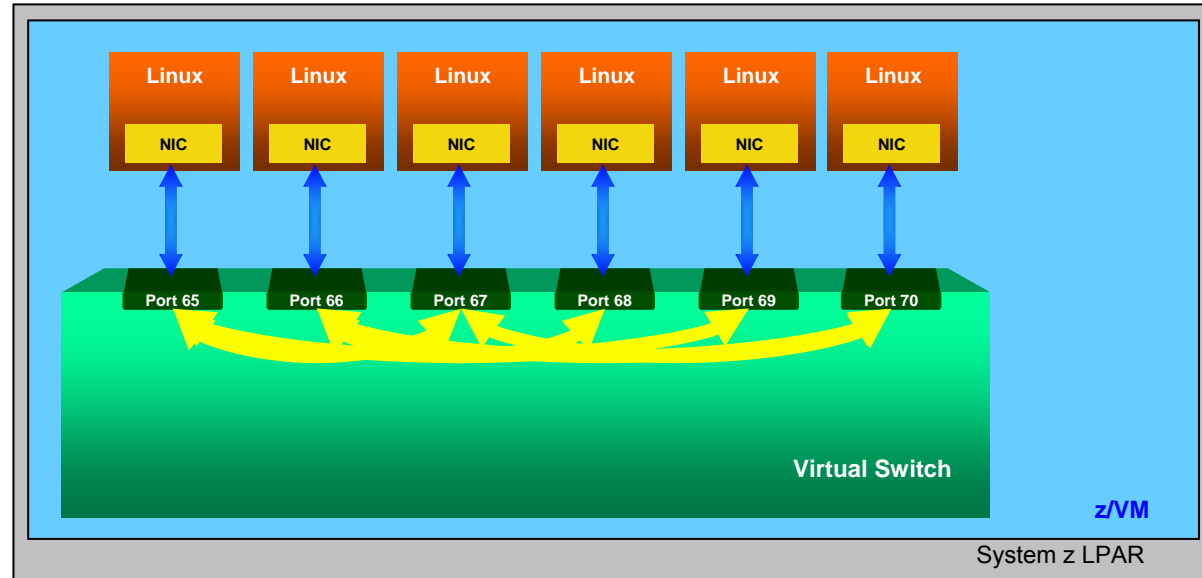 Linux
Linux
Linux
Linux
Linux
Linux
NIC
NIC
NIC
NIC
NIC
NIC
Port 65
Port 66
Port 67
Port 68
Port 69
Port 70
Virtual Switch
z/VM
System z LPAR